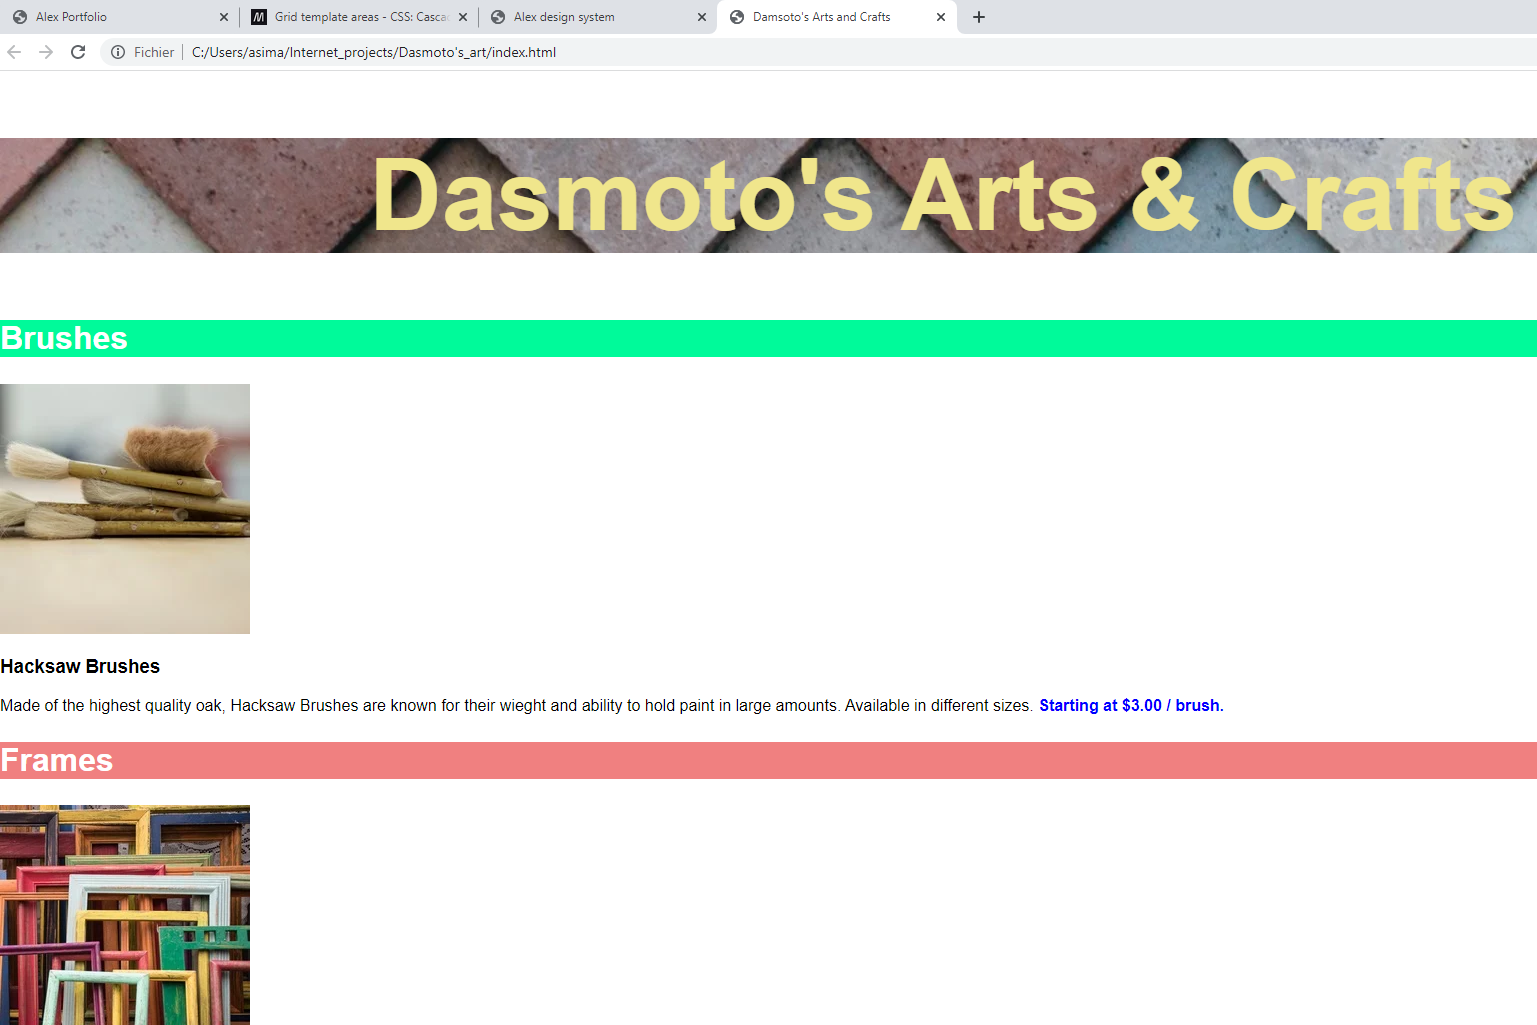 Alex Portfolio
Grid template areas - CSS: Casca
Alex design system
Damsoto's Arts and Crafts
Fichier
C:/Users/asima/Internet_projects/Dasmoto's_art/index.html
Dasmoto's Arts & Crafts
Brushes
Hacksaw Brushes
Made of the highest quality oak, Hacksaw Brushes are known for their wieght and ability to hold paint in large amounts. Available in different sizes. Starting at $3.00 / brush.
Frames